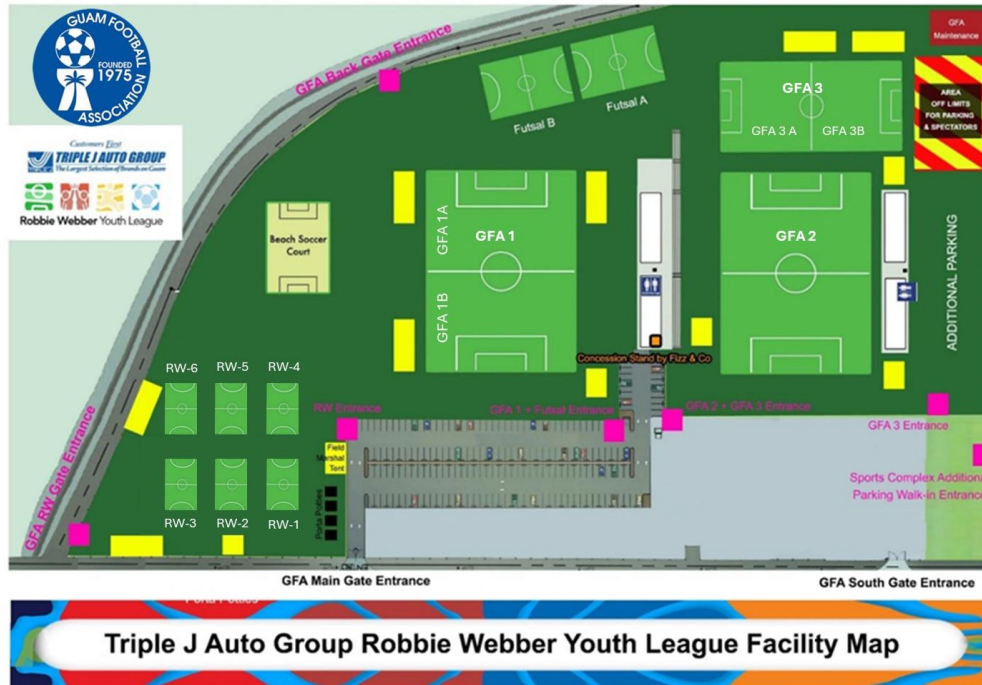 GUAM FOOTBALL ASSOCIATION
FOUNDED
1975
Customers First
TRIPLE J AUTO GROUP
The Largest Selection of Brands on Guam
Robbie Webber Youth League
GFA Back Gate Entrance
Futsal B
Futsal A
GFA 3
GFA 3 A
GFA 3B
GFA
Maintenance
AREA
OFF LIMITS
FOR PARKING
& SPECTATORS
Beach Soccer
Court
GFA 1A
GFA 1
GFA 1B
GFA 2
ADDITIONAL PARKING
Concession Stand by Fizz & Co
RW-6
RW-5
RW-4
RW Entrence
GFA 1 + Futsal Entrance
GFA 2 + GFA 3 Entrance
GFA 3 Entrance
Field
Marshal
Tent
Porta Potties
RW-3
RW-2
RW-1
GFA RW Gate Entrance
Sports Complex Additiona
Parking Walk-in Entranc
GFA Main Gate Entrance
GFA South Gate Entrance
Porta Potties
Triple J Auto Group Robbie Webber Youth League Facility Map